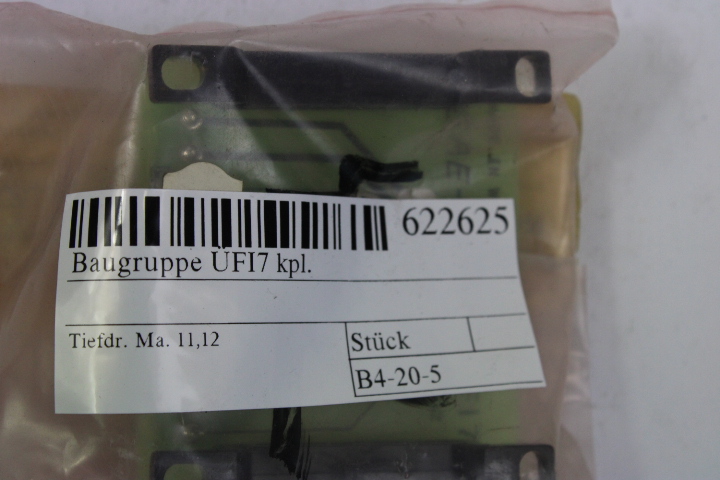 622625
Baugruppe ÜFI7 kpl.
Tiefdr. Ma. 11,12
Stück
B4-20-5